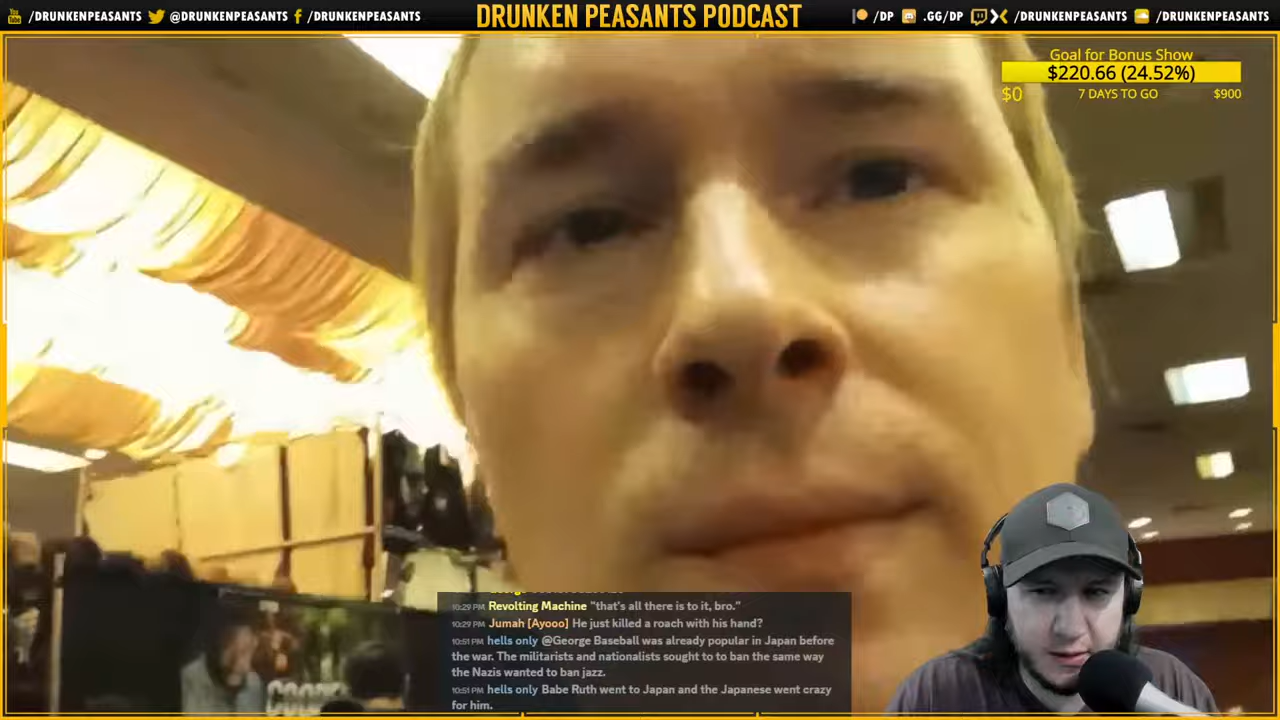 /DRUNKENPEASANTS @DRUNKENPEASANTS /DRUNKENPEASANTS DRUNKEN PEASANTS PODCAST /DP .GG/DP /DRUNKENPEASANTS /DRUNKENPEASANTS
Goal for Bonus Show
$220.66 (24.52%)
$0 7 DAYS TO GO $900
10:29 PM Revolting Machine "that's all there is to it, bro."
10:29 PM Jumah [Ayooo] He just killed a roach with his hand?
10:51 PM hells only @George Baseball was already popular in Japan before
the war. The militarists and nationalists sought to to ban the same way
the Nazis wanted to ban jazz.
10:51 PM hells only Babe Ruth went to Japan and the Japanese went crazy
for him.